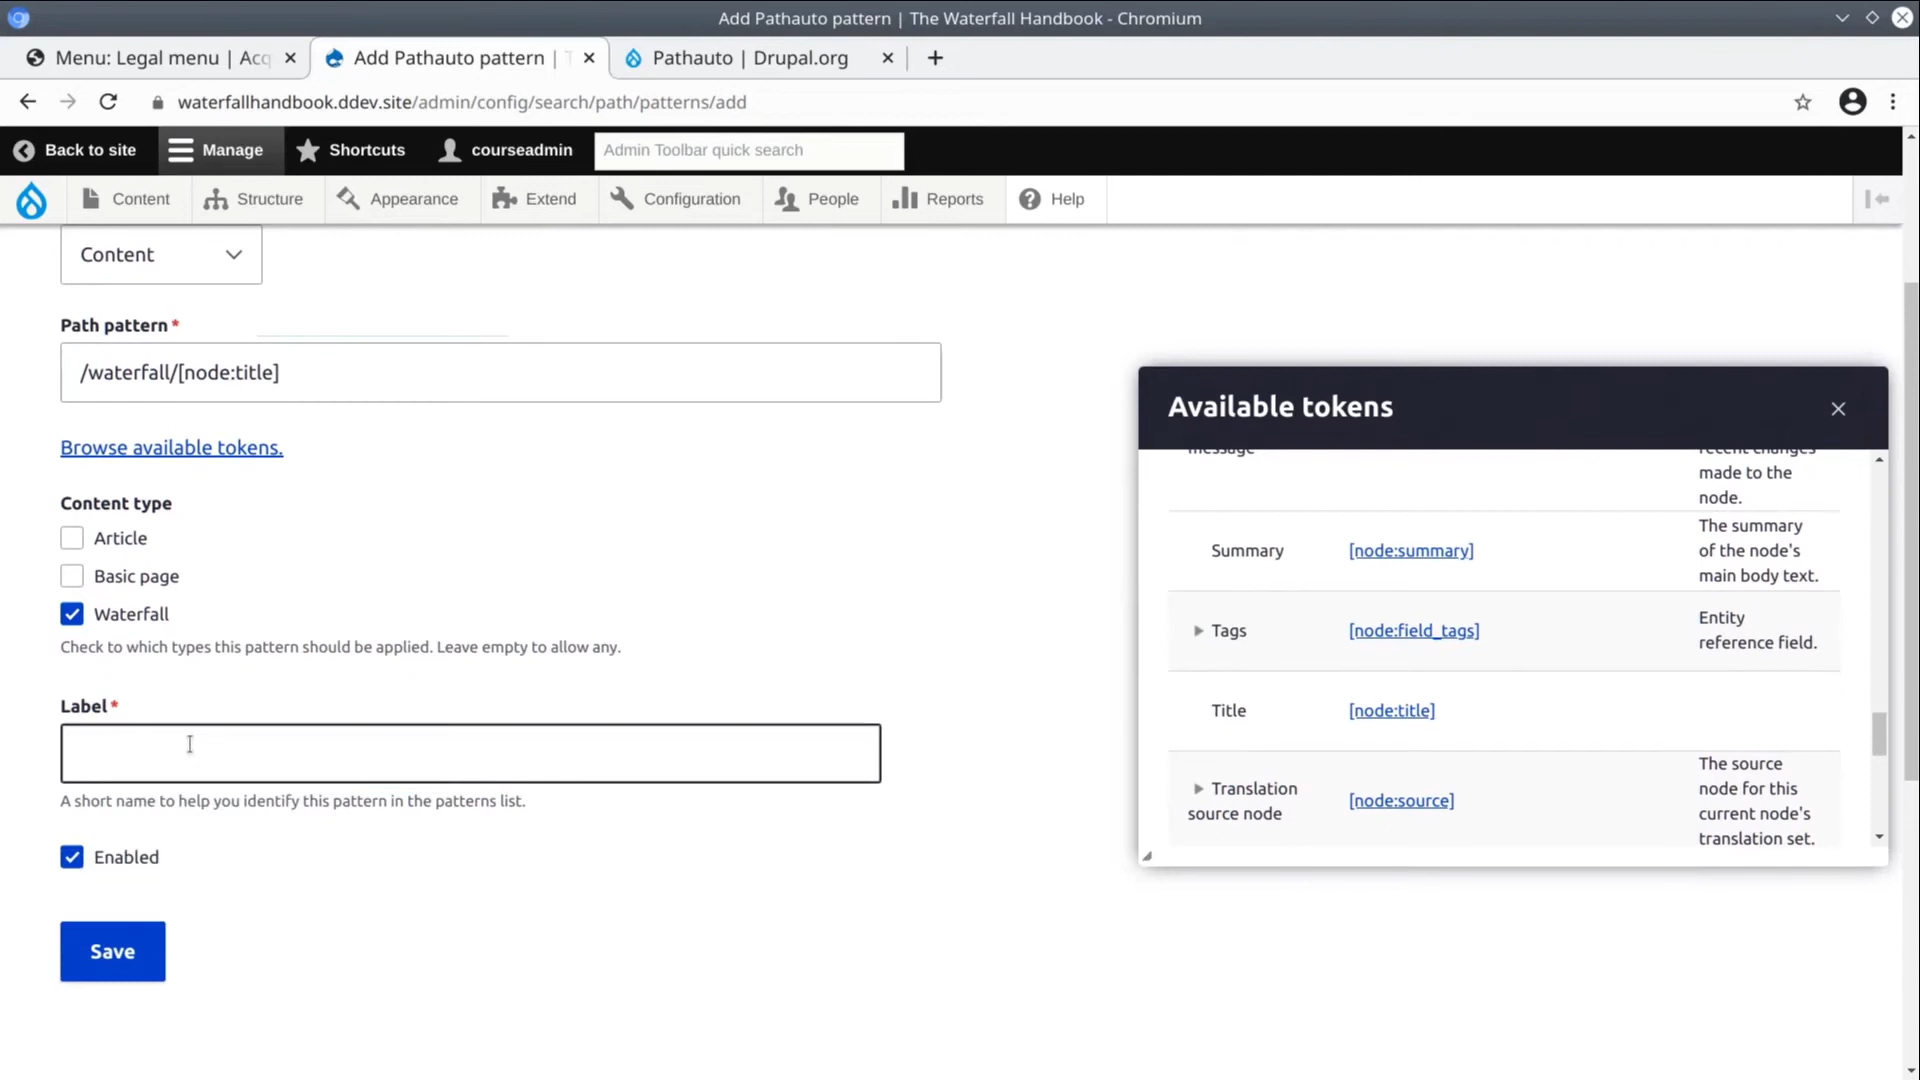 Add Pathauto pattern | The Waterfall Handbook - Chromium
Menu: Legal menu | Acq
Add Pathauto pattern |
Pathauto | Drupal.org
waterfallhandbook.ddev.site/admin/config/search/path/patterns/add
Back to site
Manage
Shortcuts
courseadmin
Admin Toolbar quick search
Content
Structure
Appearance
Extend
Configuration
People
Reports
Help
Content
Path pattern *
/waterfall/[node:title]
Browse available tokens.
Content type
Article
Basic page
Waterfall
Check to which types this pattern should be applied. Leave empty to allow any.
Label *
A short name to help you identify this pattern in the patterns list.
Enabled
Save
Available tokens
message
recent changes
made to the
node.
Summary
[node:summary]
The summary
of the node's
main body text.
Tags
[node:field_tags]
Entity
reference field.
Title
[node:title]
Translation
source node
[node:source]
The source
node for this
current node's
translation set.